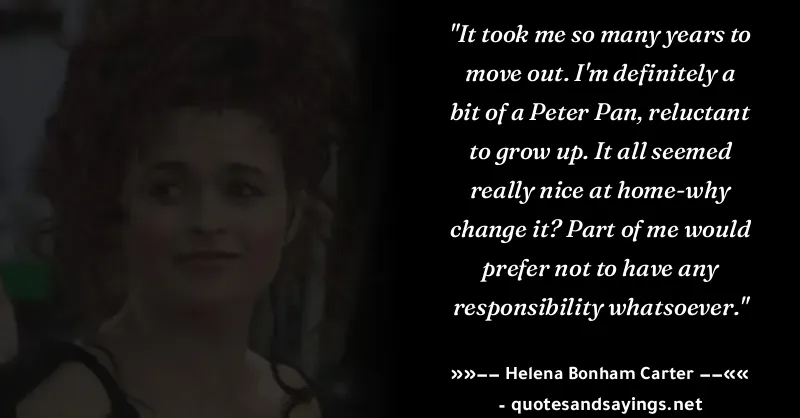 "It took me so many years to
move out. I'm definitely a
bit of a Peter Pan, reluctant
to grow up. It all seemed
really nice at home-why
change it? Part of me would
prefer not to have any
responsibility whatsoever."
»»−− Helena Bonham Carter −−««
- quotesandsayings.net